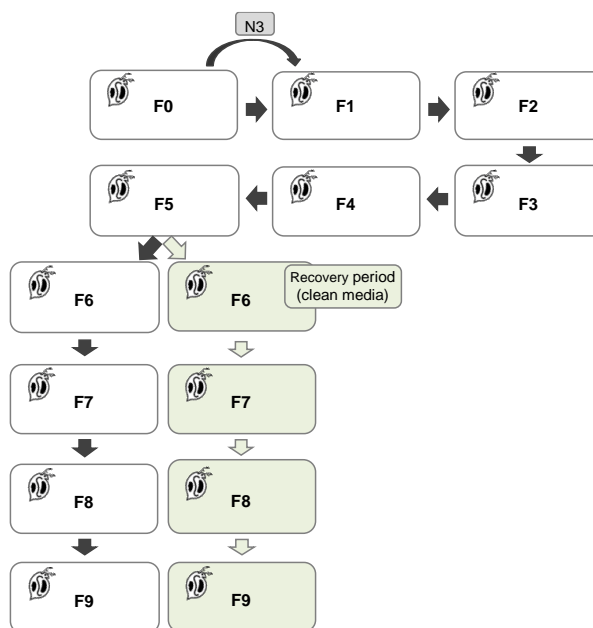 N3
F0
F1
F2
F5
F4
F3
F6
F6
Recovery period
(clean media)
F7
F7
F8
F8
F9
F9